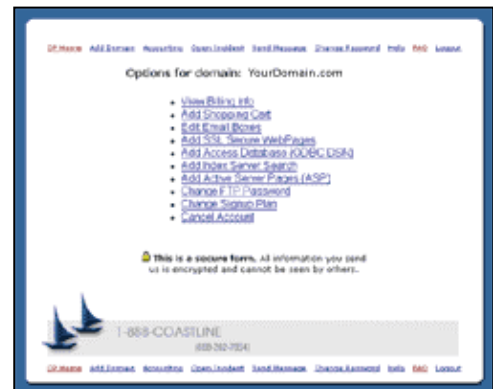 CP Home Add Domain Accounting Open Incident Send Message Change Password Help FAQ Logout
Options for domain: YourDomain.com
View Billing Info
Add Shopping Cart
Edit Email Boxes
Add SSL Secure WebPages
Add Access Database (ODBC DSN)
Add Index Server Search
Add Active Server Pages (ASP)
Change FTP Password
Change Signup Plan
Cancel Account
This is a secure form. All information you send
us is encrypted and cannot be seen by others.
1-888-COASTLINE
CP Home Add Domain Accounting Open Incident Send Message Change Password Help FAQ Logout